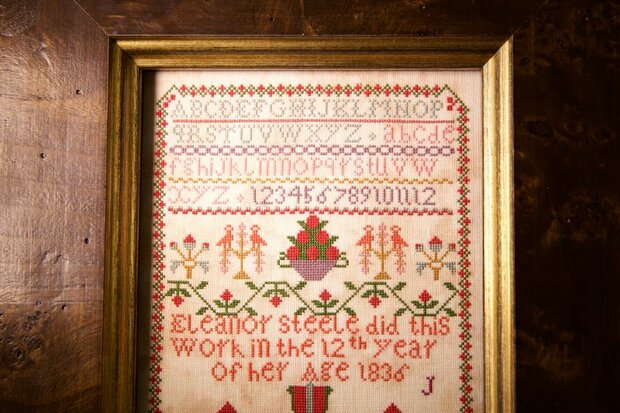 ABCDEFGHIJKLMNOP
QRSTUVWXYZ abcde
fghijklmnopqrstuvw
xyz 123456789101112
Eleanor Steele did this
Work in the 12th Year
of her Age 1836
J